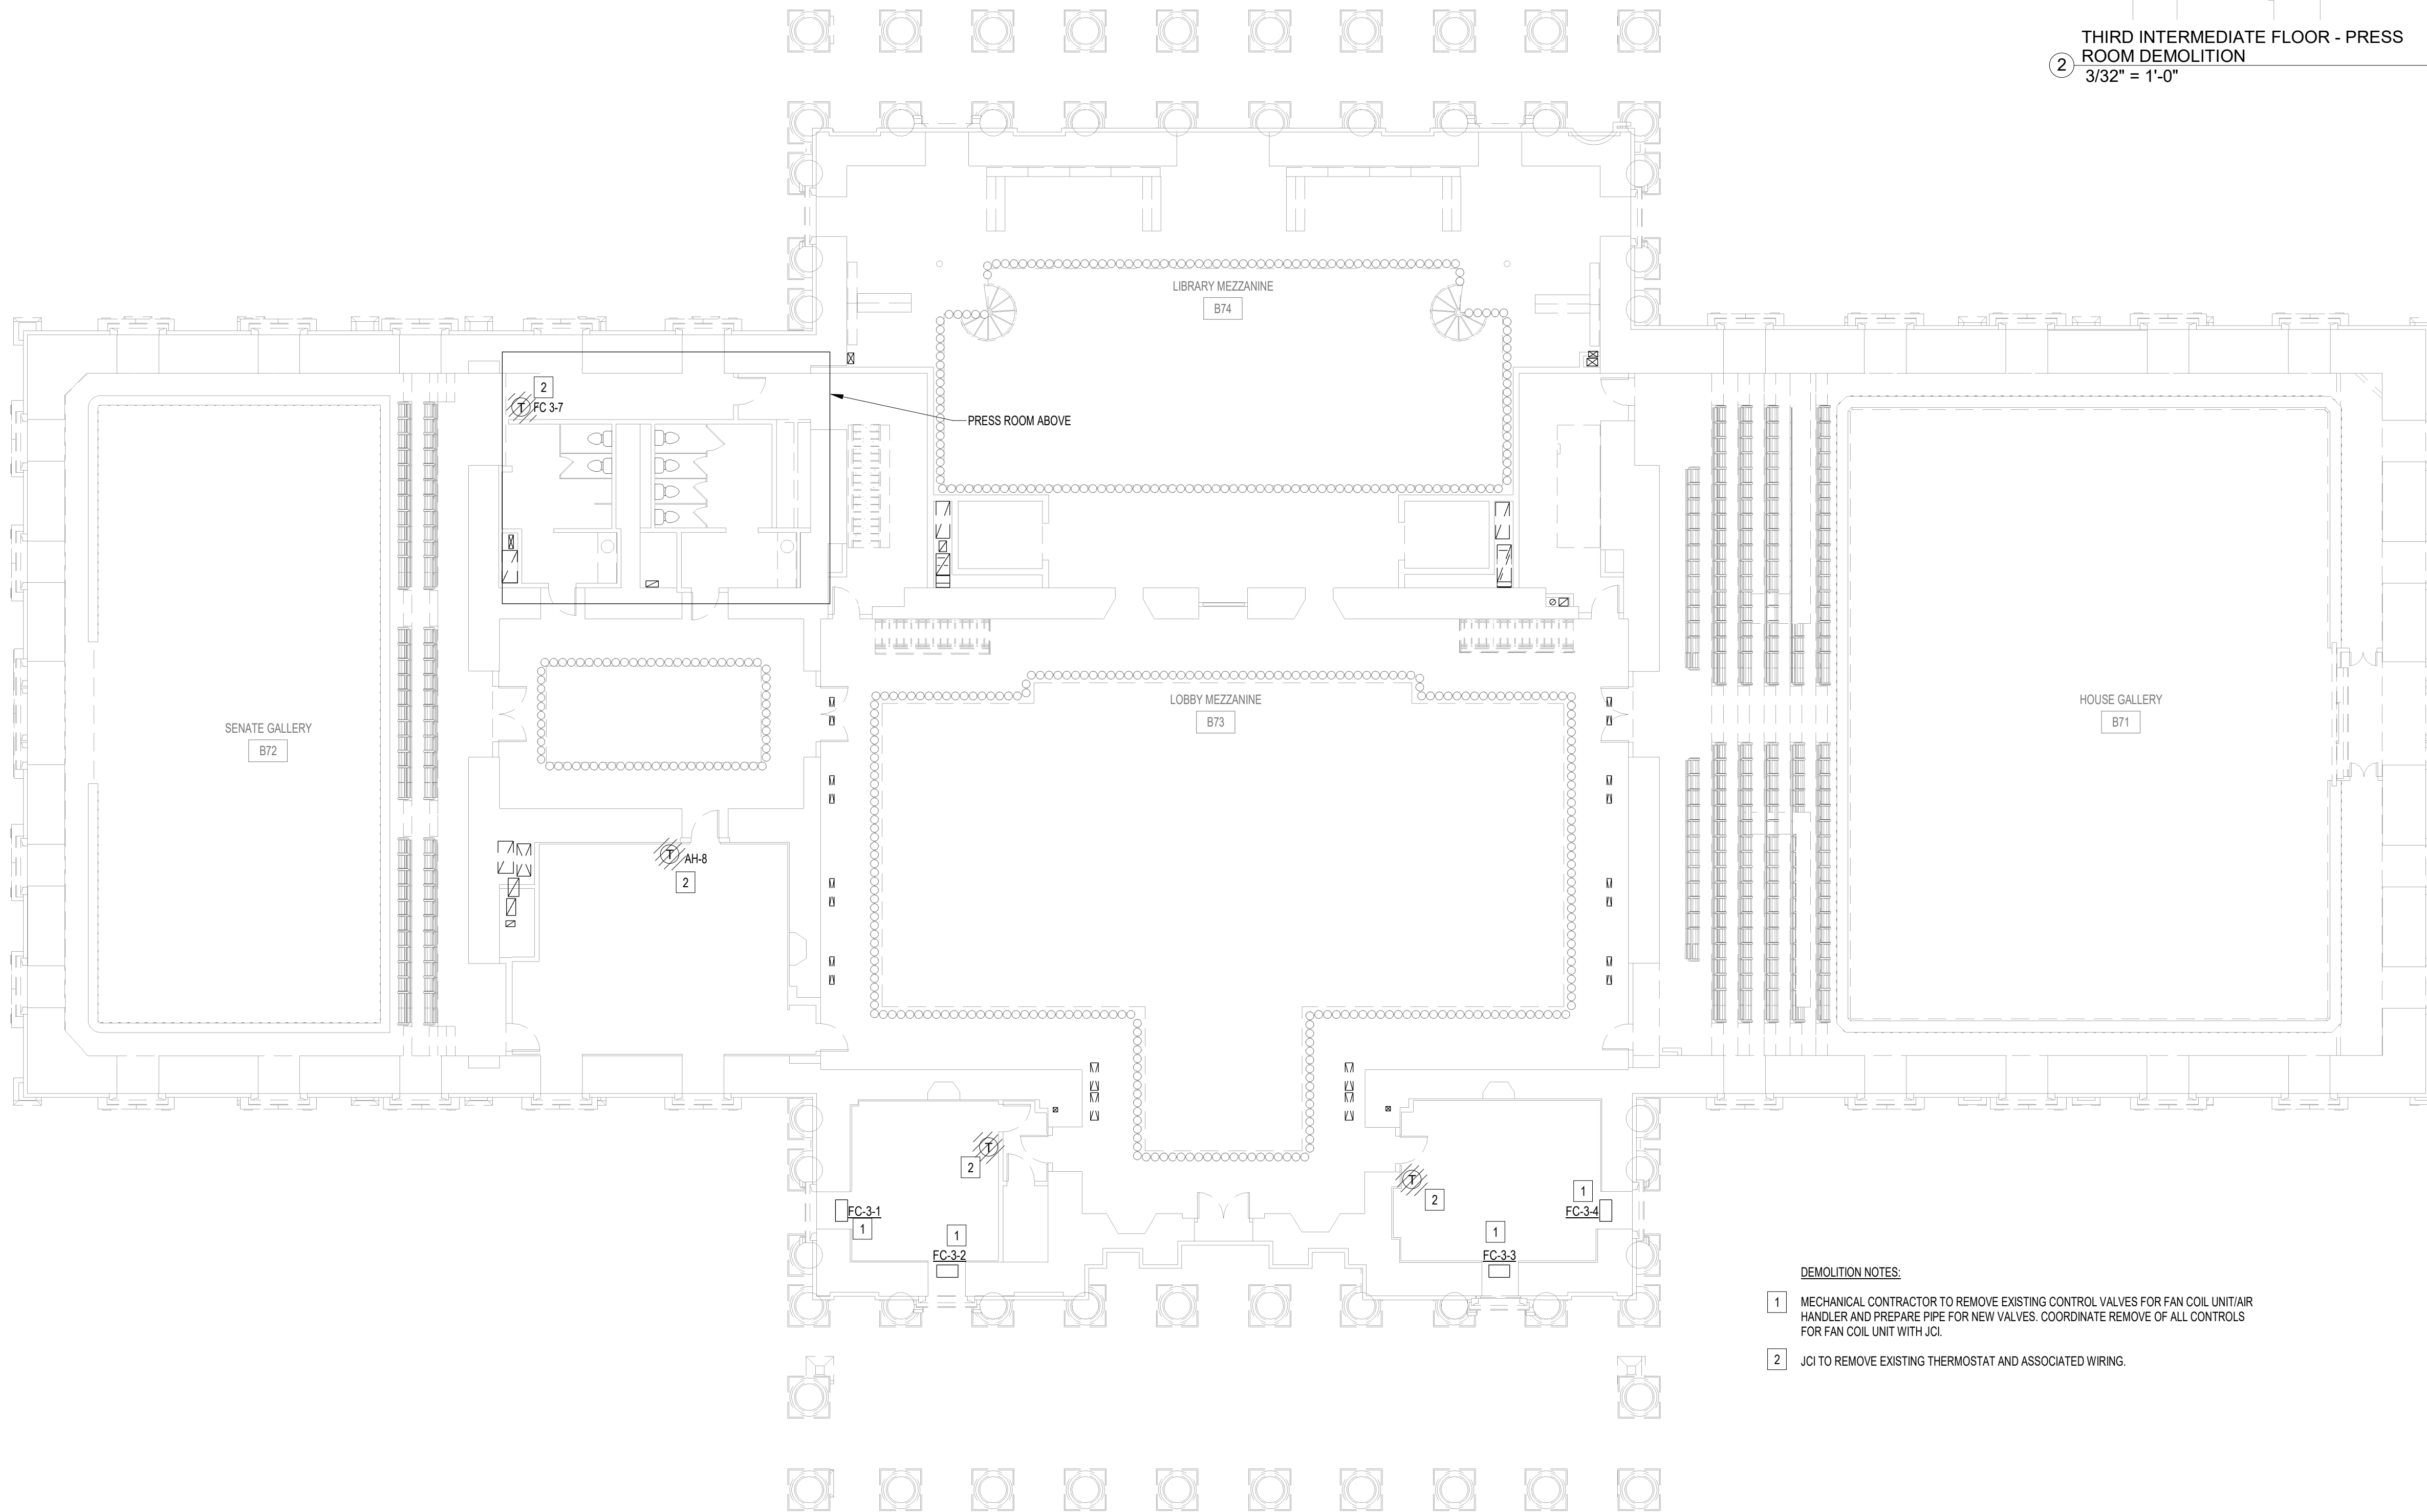 THIRD INTERMEDIATE FLOOR - PRESS
ROOM DEMOLITION
2
3/32" = 1'-0"
LIBRARY MEZZANINE
B74
2
T
FC 3-7
PRESS ROOM ABOVE
SENATE GALLERY
B72
LOBBY MEZZANINE
B73
HOUSE GALLERY
B71
T
AH-8
2
T
2
T
2
FC-3-1
1
1
FC-3-2
1
FC-3-3
1
FC-3-4
DEMOLITION NOTES:
1 MECHANICAL CONTRACTOR TO REMOVE EXISTING CONTROL VALVES FOR FAN COIL UNIT/AIR
HANDLER AND PREPARE PIPE FOR NEW VALVES. COORDINATE REMOVE OF ALL CONTROLS
FOR FAN COIL UNIT WITH JCI.
2 JCI TO REMOVE EXISTING THERMOSTAT AND ASSOCIATED WIRING.